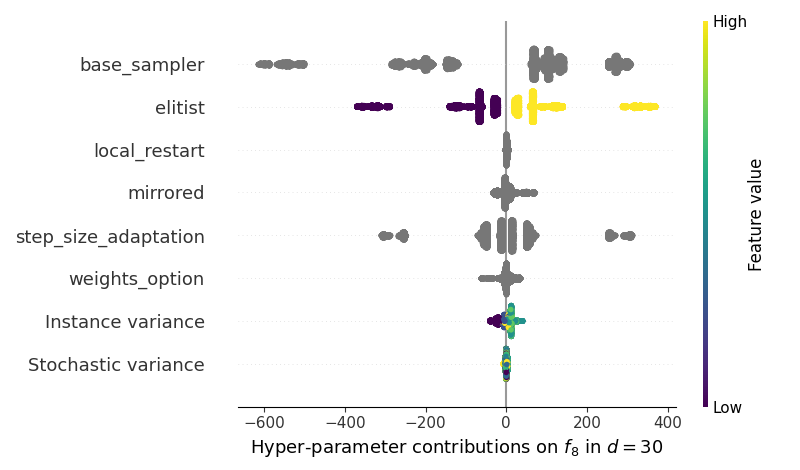 High
base_sampler
elitist
local_restart
mirrored
step_size_adaptation
weights_option
Instance variance
Stochastic variance
Feature value
Low
−600 −400 −200 0 200 400
Hyper-parameter contributions on f₈ in d = 30